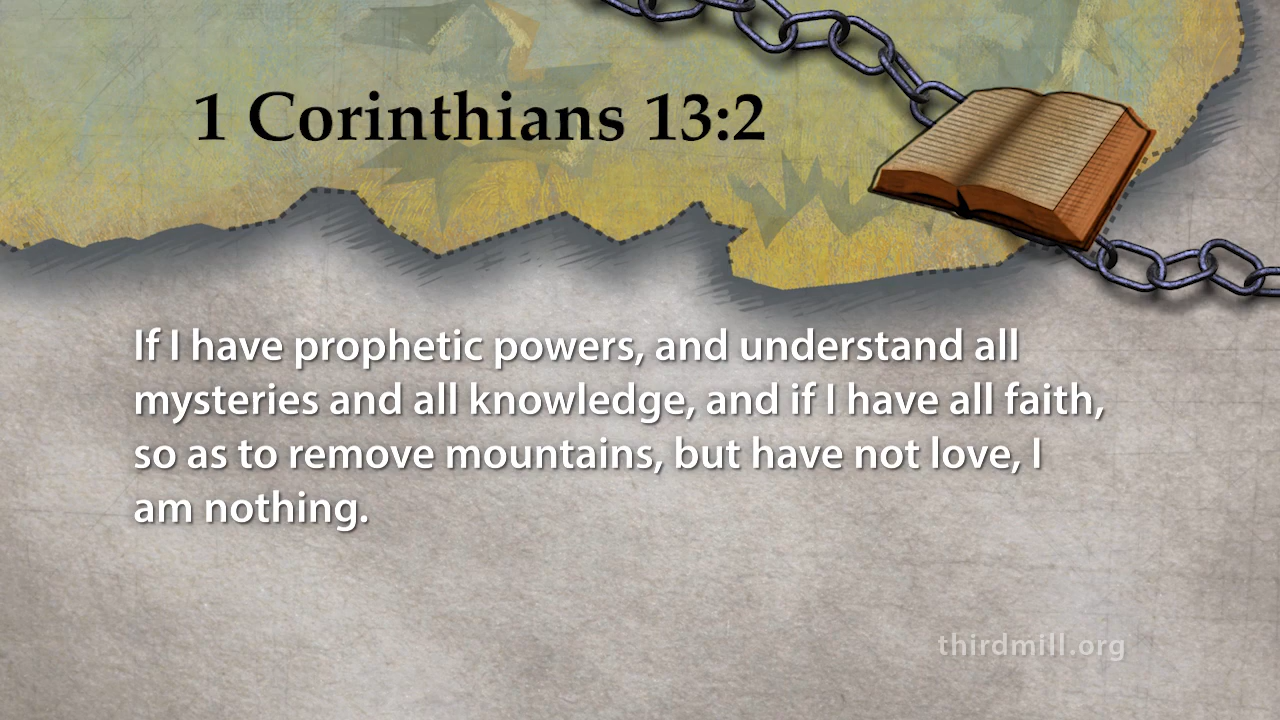 1 Corinthians 13:2
If I have prophetic powers, and understand all
mysteries and all knowledge, and if I have all faith,
so as to remove mountains, but have not love, I
am nothing.
thirdmill.org